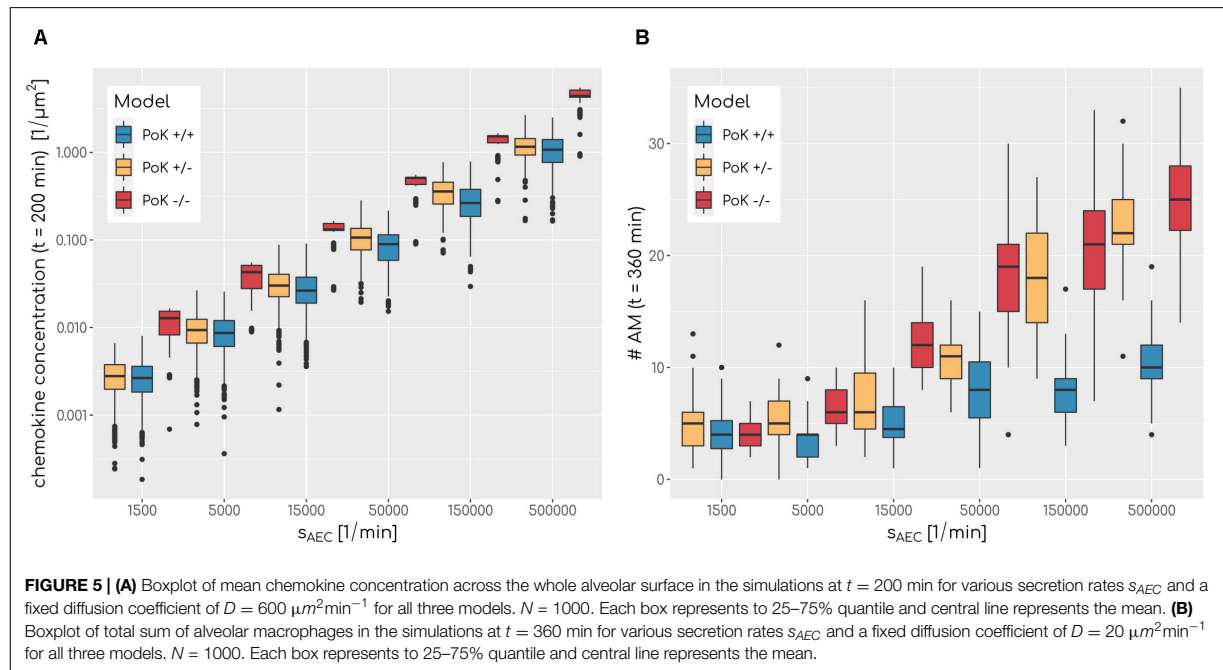 A
chemokine concentration (t = 200 min) [1/μm²]
Model
PoK +/+
PoK +/-
PoK -/-
1.000
0.100
0.010
0.001
1500 5000 15000 50000 150000 500000
sAEC [1/min]
B
# AM (t = 360 min)
Model
PoK +/+
PoK +/-
PoK -/-
30
20
10
0
1500 5000 15000 50000 150000 500000
sAEC [1/min]
FIGURE 5 | (A) Boxplot of mean chemokine concentration across the whole alveolar surface in the simulations at t = 200 min for various secretion rates sAEC and a
fixed diffusion coefficient of D = 600 μm²min⁻¹ for all three models. N = 1000. Each box represents to 25–75% quantile and central line represents the mean. (B)
Boxplot of total sum of alveolar macrophages in the simulations at t = 360 min for various secretion rates sAEC and a fixed diffusion coefficient of D = 20 μm²min⁻¹
for all three models. N = 1000. Each box represents to 25–75% quantile and central line represents the mean.